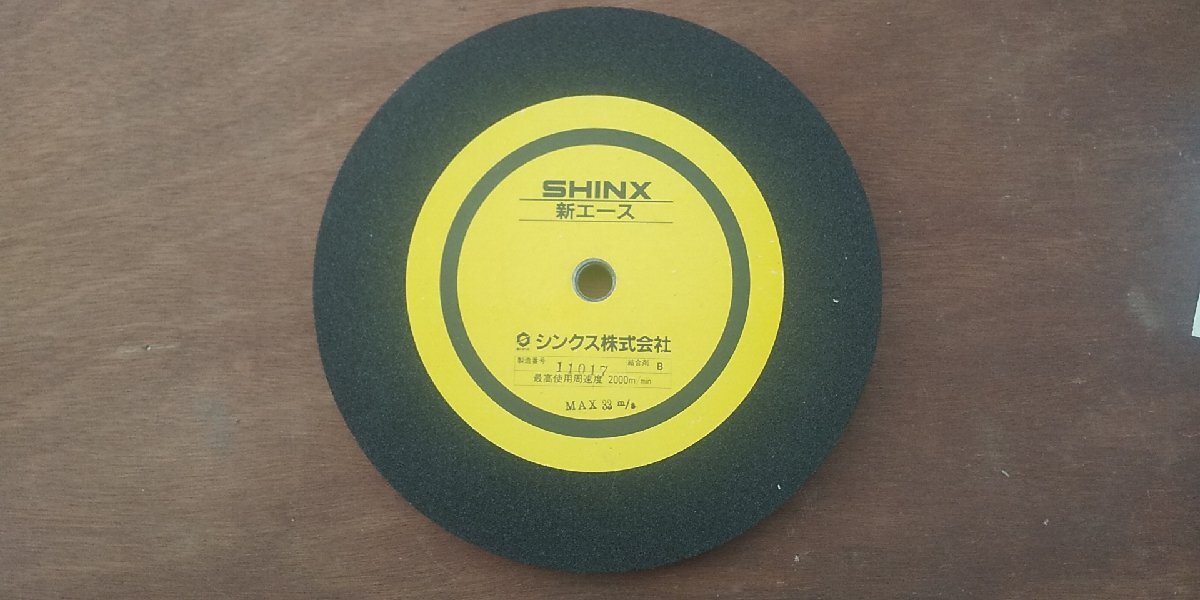 SHINX
新エース
シンクス株式会社
製造番号 11017 結合剤 B
最高使用周速度 2000m/min
MAX 33 m/s